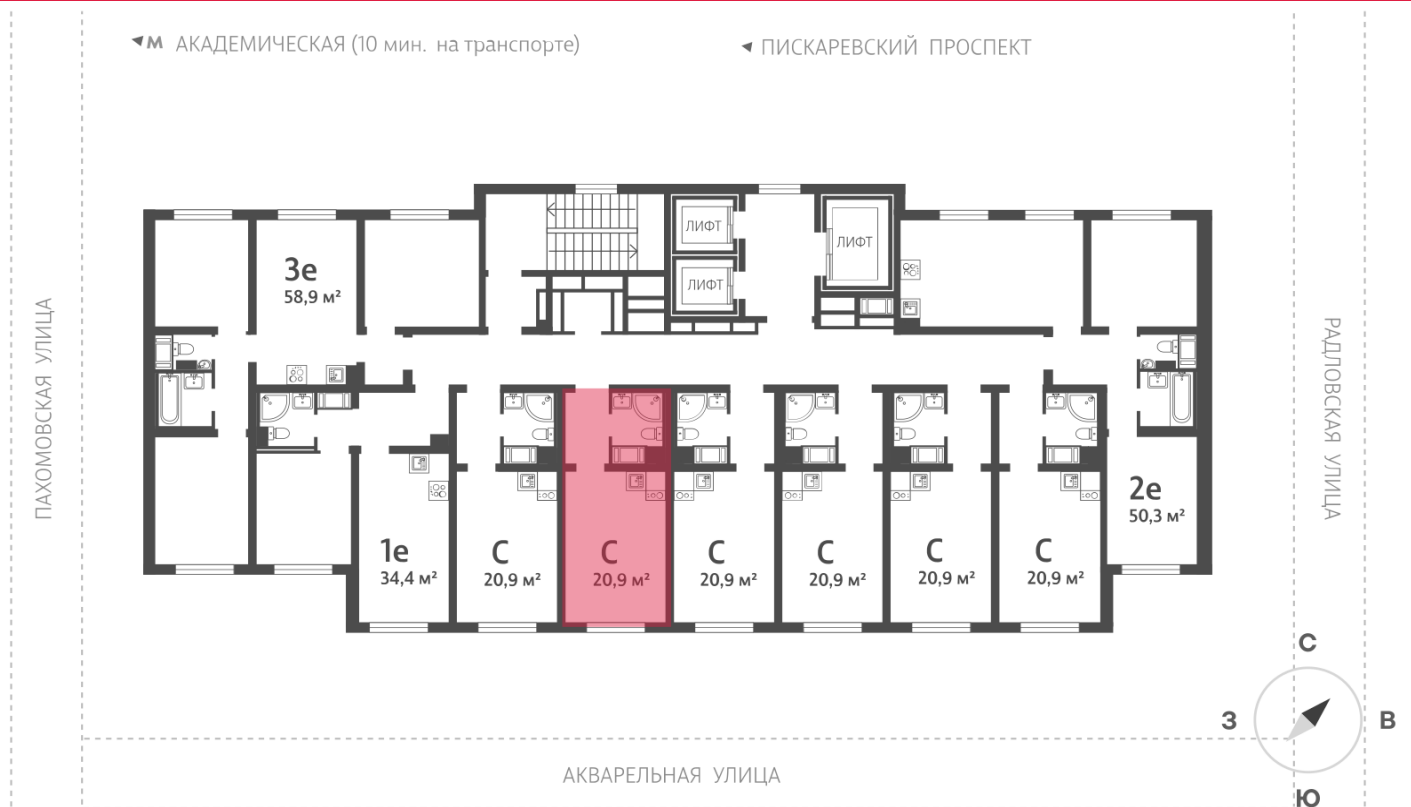 М АКАДЕМИЧЕСКАЯ (10 мин. на транспорте)
ПИСКАРЕВСКИЙ ПРОСПЕКТ
ПАХОМОВСКАЯ УЛИЦА
РАДЛОВСКАЯ УЛИЦА
ЛИФТ
ЛИФТ
ЛИФТ
3е
58,9 м²
2е
50,3 м²
1е
34,4 м²
С
20,9 м²
С
20,9 м²
С
20,9 м²
С
20,9 м²
С
20,9 м²
С
20,9 м²
С
З
В
Ю
АКВАРЕЛЬНАЯ УЛИЦА